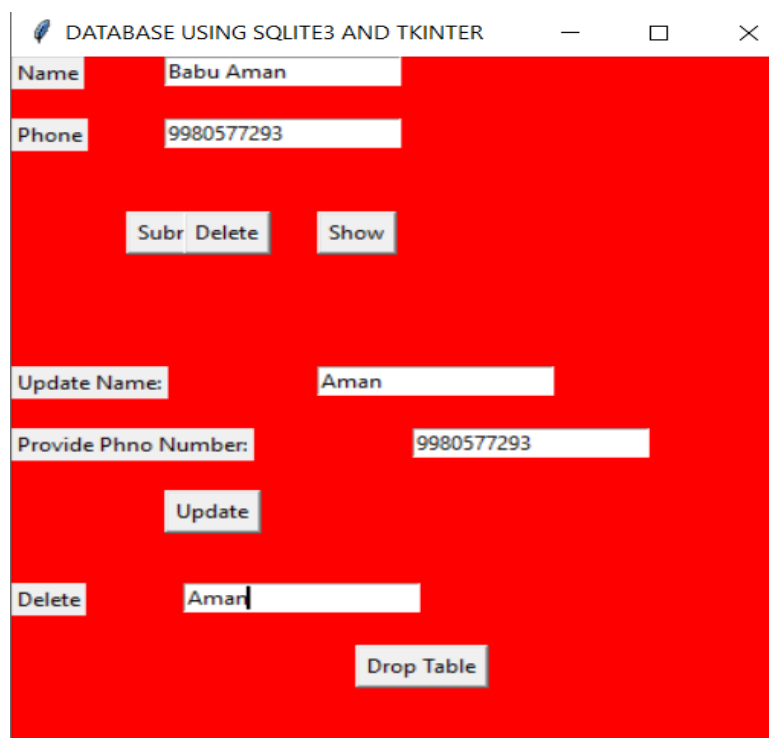 DATABASE USING SQLITE3 AND TKINTER
Name Babu Aman
Phone 9980577293
Delete Show
Update Name: Aman
Provide Phno Number: 9980577293
Update
Delete Aman
Drop Table